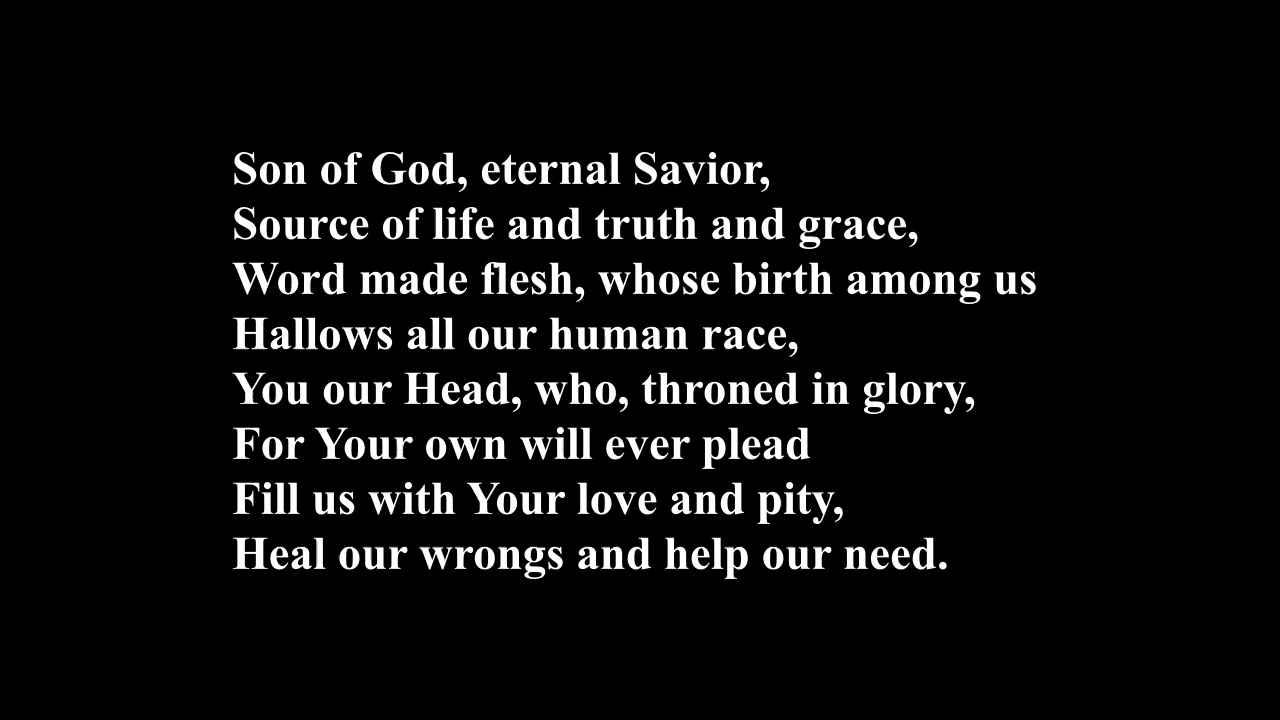 Son of God, eternal Savior,
Source of life and truth and grace,
Word made flesh, whose birth among us
Hallows all our human race,
You our Head, who, throned in glory,
For Your own will ever plead
Fill us with Your love and pity,
Heal our wrongs and help our need.